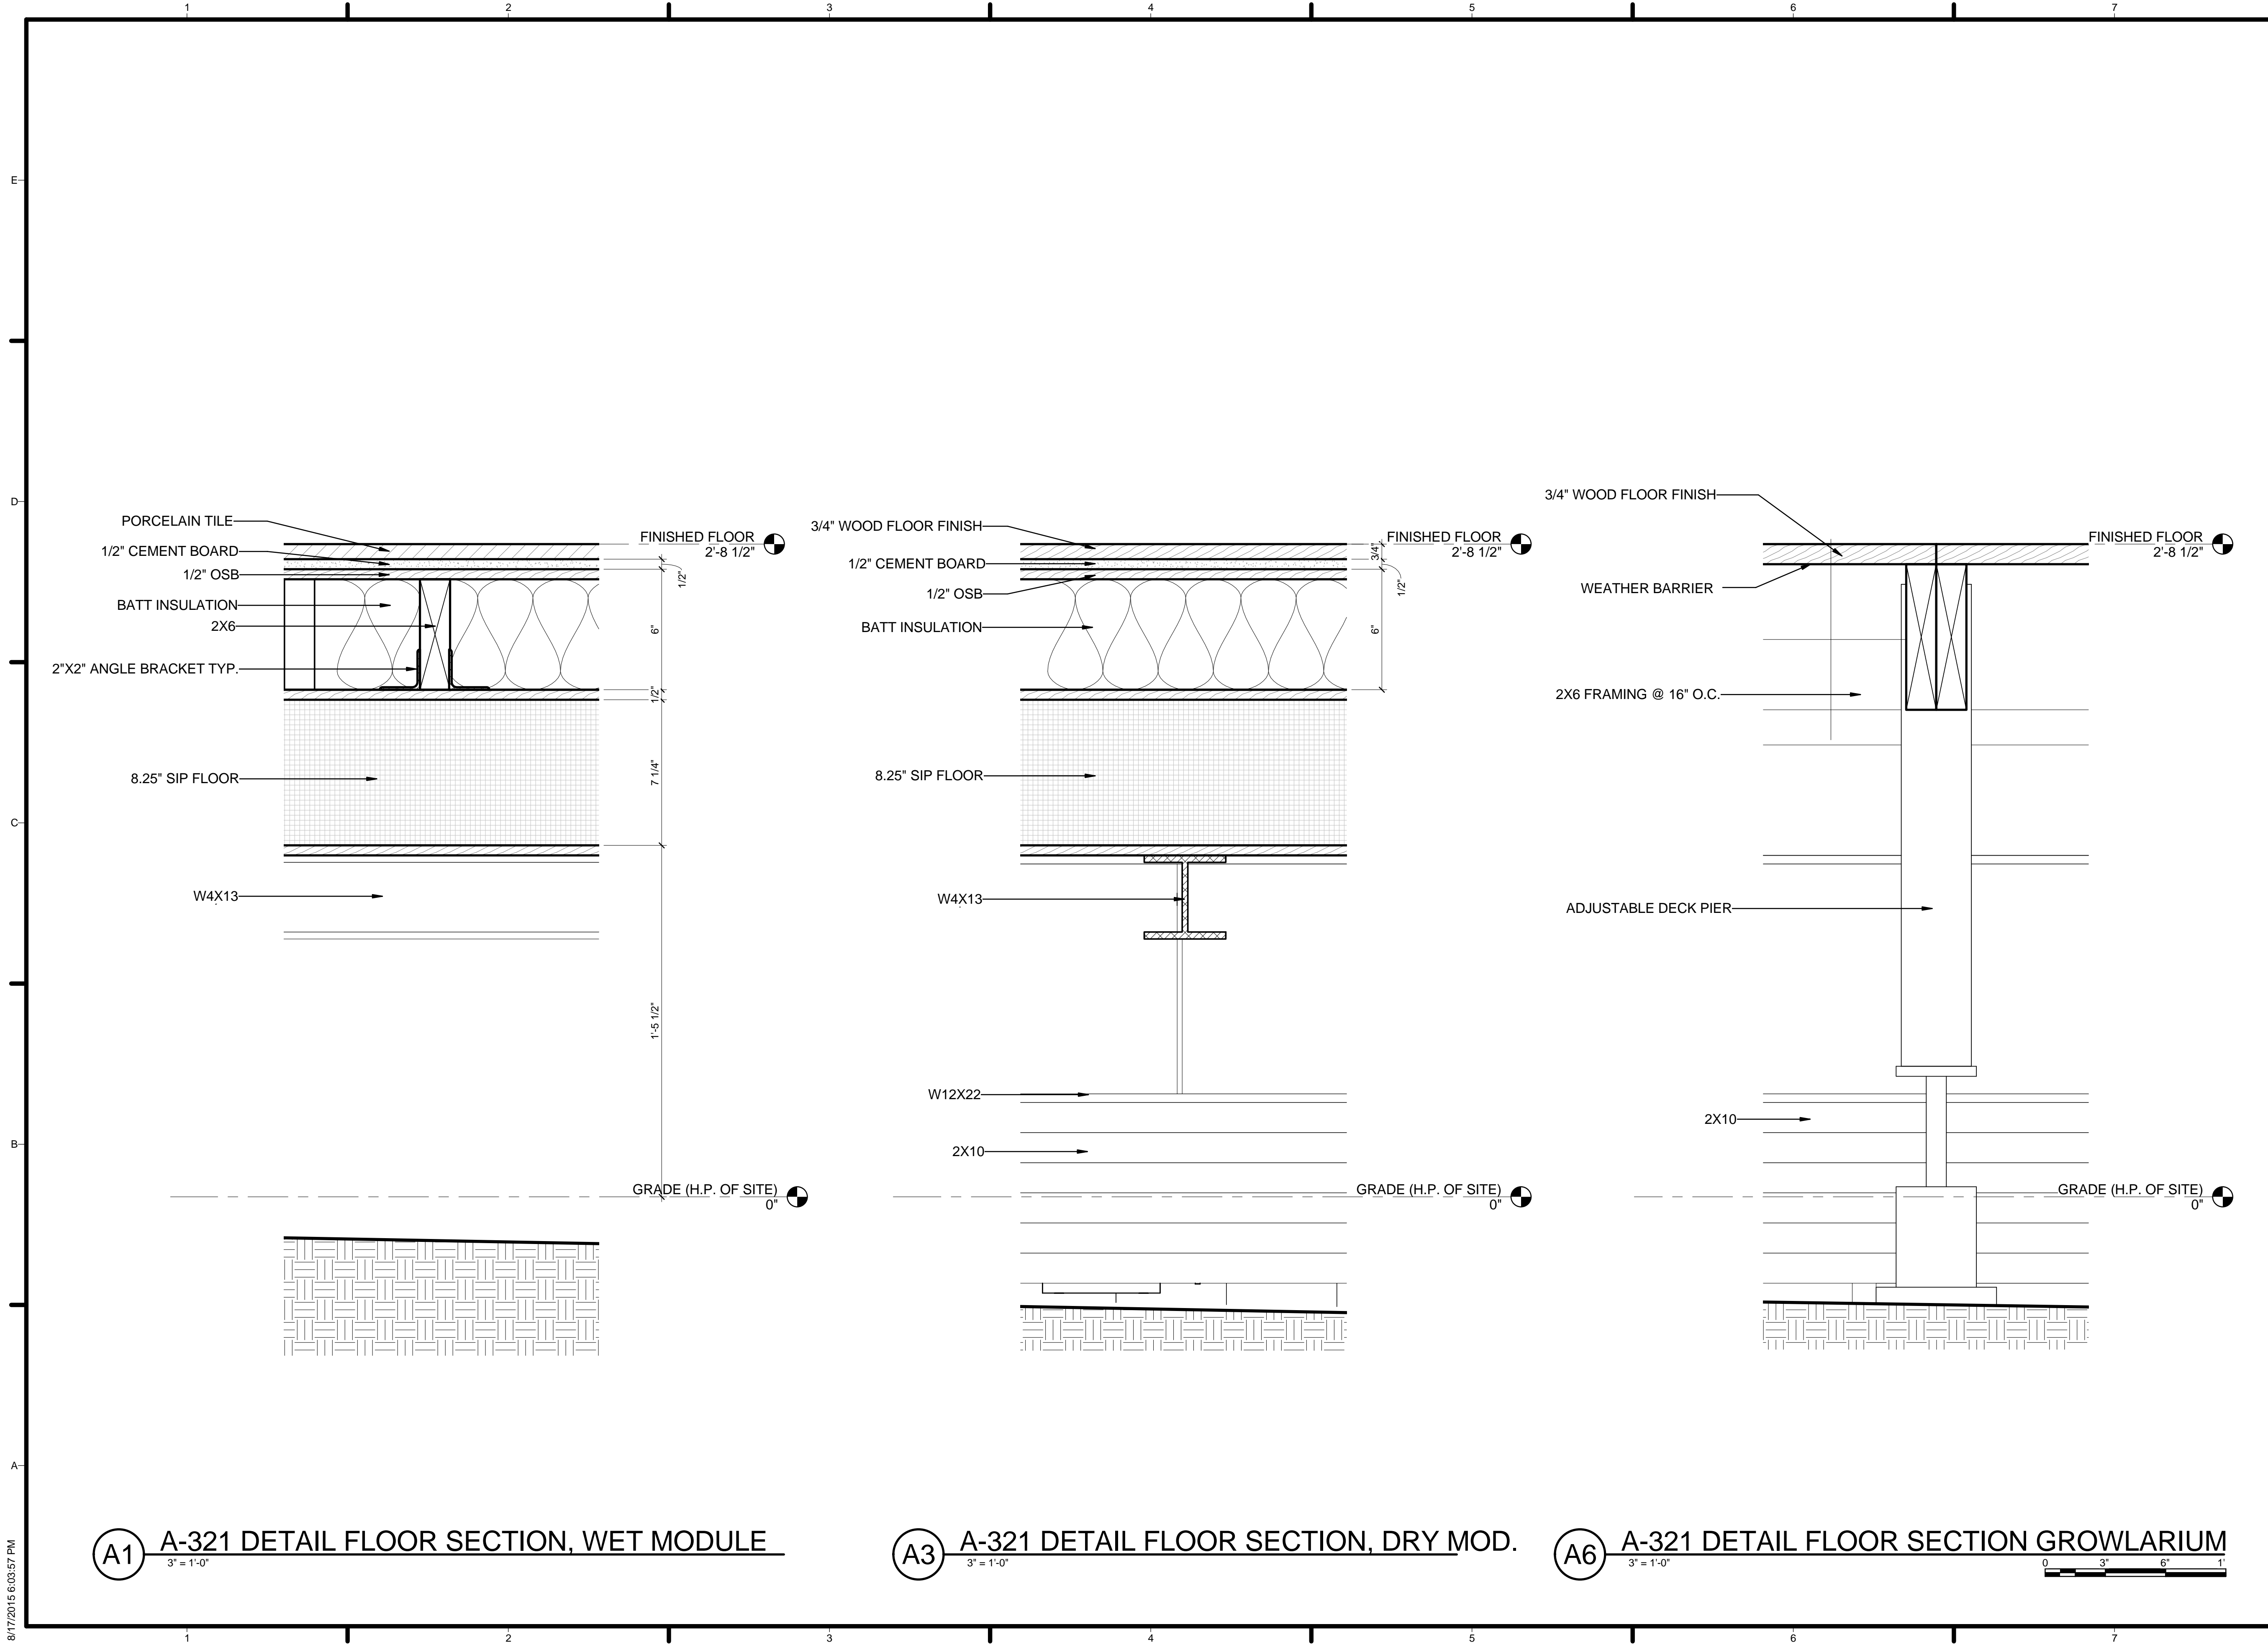 1 2 3 4 5 6 7
E
D
C
B
A
PORCELAIN TILE
1/2" CEMENT BOARD
1/2" OSB
BATT INSULATION
2X6
2"X2" ANGLE BRACKET TYP.
8.25" SIP FLOOR
W4X13
FINISHED FLOOR
2'-8 1/2"
1/2"
6"
1/2"
7 1/4"
1'-5 1/2"
GRADE (H.P. OF SITE)
0"
3/4" WOOD FLOOR FINISH
1/2" CEMENT BOARD
1/2" OSB
BATT INSULATION
8.25" SIP FLOOR
W4X13
W12X22
2X10
FINISHED FLOOR
2'-8 1/2"
3/4"
1/2"
6"
GRADE (H.P. OF SITE)
0"
3/4" WOOD FLOOR FINISH
WEATHER BARRIER
2X6 FRAMING @ 16" O.C.
ADJUSTABLE DECK PIER
2X10
FINISHED FLOOR
2'-8 1/2"
GRADE (H.P. OF SITE)
0"
A1 A-321 DETAIL FLOOR SECTION, WET MODULE
3" = 1'-0"
A3 A-321 DETAIL FLOOR SECTION, DRY MOD.
3" = 1'-0"
A6 A-321 DETAIL FLOOR SECTION GROWLARIUM
3" = 1'-0"
0 3" 6" 1'
8/17/2015 6:03:57 PM
1 2 3 4 5 6 7